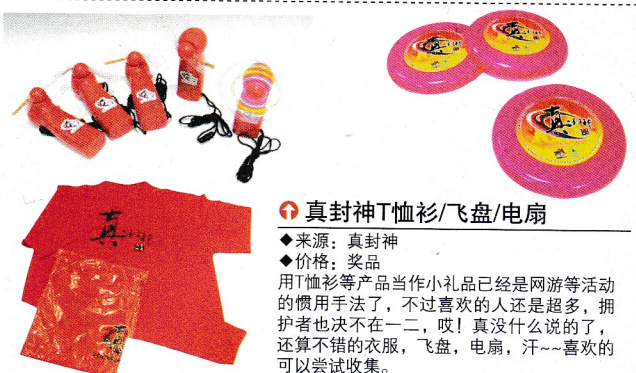 真封神T恤衫/飞盘/电扇
◆来源：真封神
◆价格：奖品
用T恤衫等产品当作小礼品已经是网游等活动
的惯用手法了，不过喜欢的人还是超多，拥
护者也决不在一二，哎！真没什么说的了，
还算不错的衣服，飞盘，电扇，汗~~喜欢的
可以尝试收集。
真